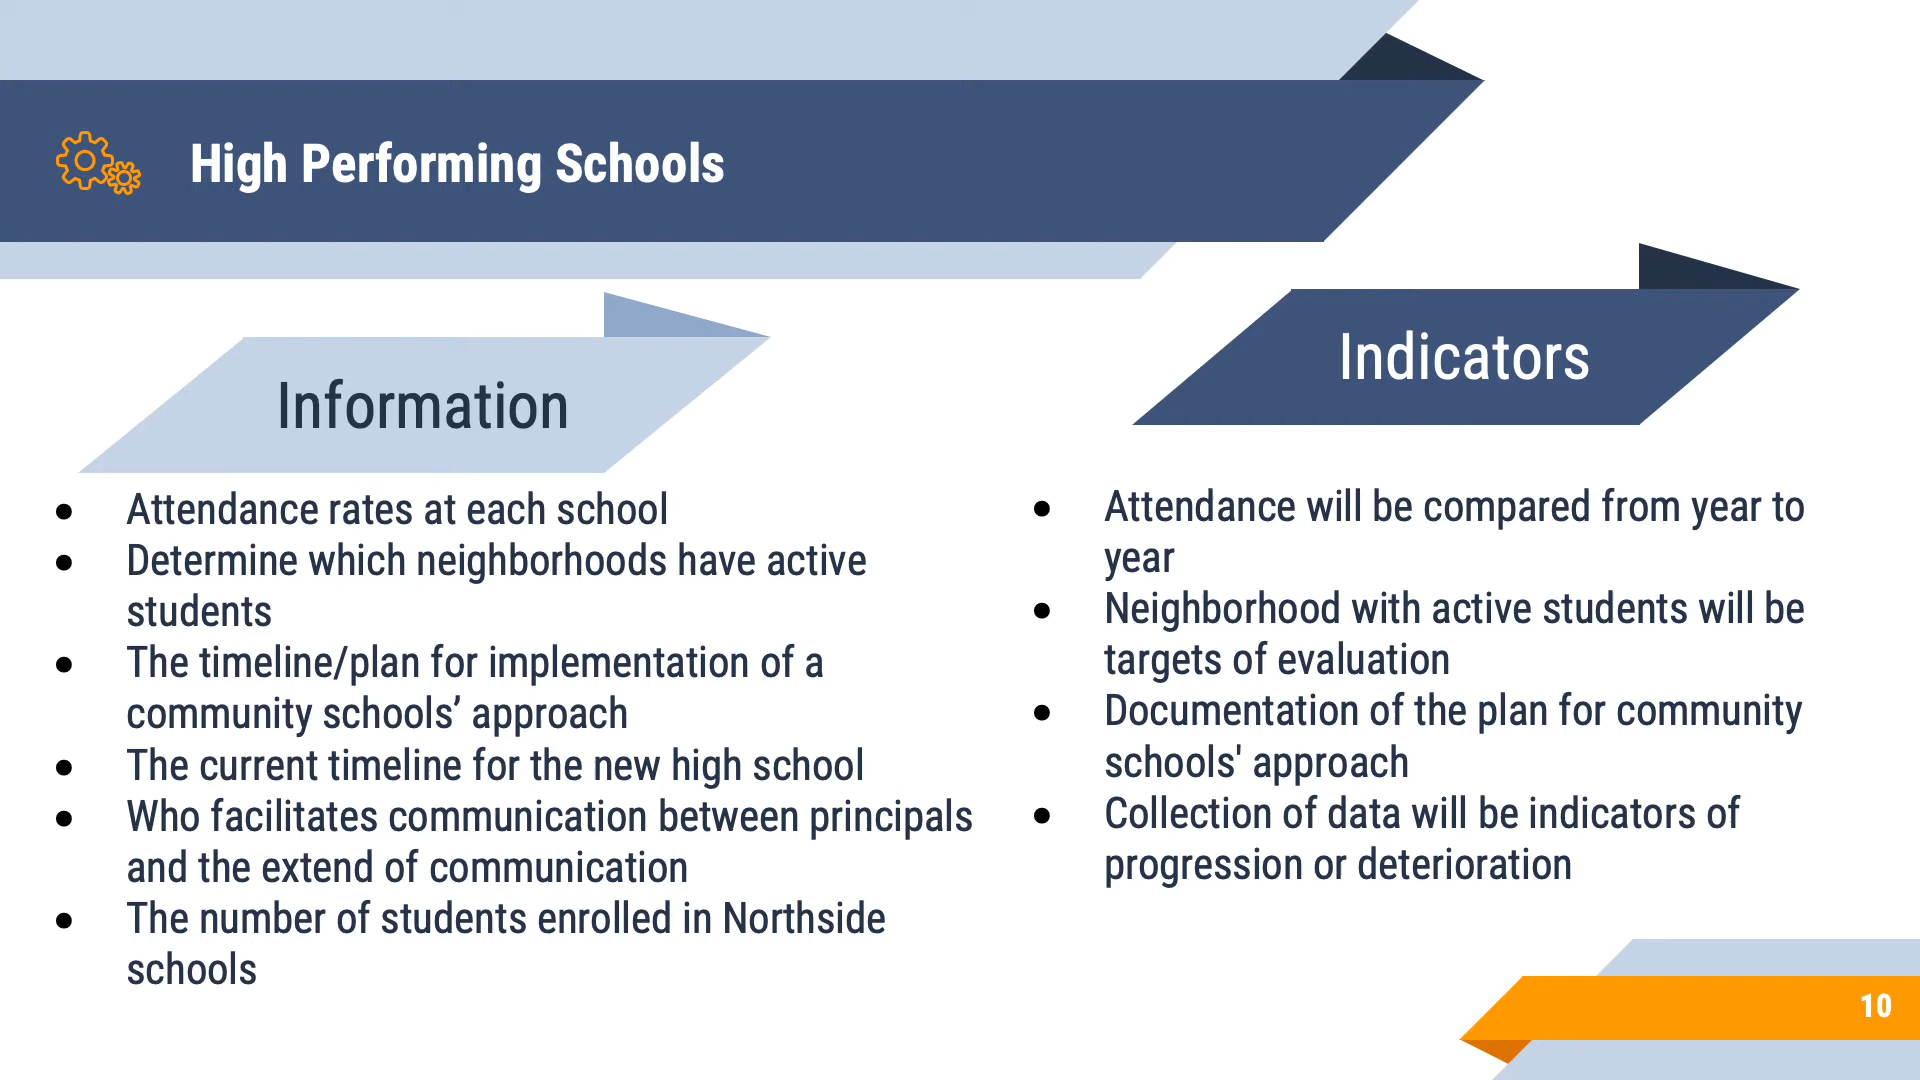 High Performing Schools
Information
● Attendance rates at each school
● Determine which neighborhoods have active
students
● The timeline/plan for implementation of a
community schools’ approach
● The current timeline for the new high school
● Who facilitates communication between principals
and the extend of communication
● The number of students enrolled in Northside
schools
Indicators
● Attendance will be compared from year to
year
● Neighborhood with active students will be
targets of evaluation
● Documentation of the plan for community
schools' approach
● Collection of data will be indicators of
progression or deterioration
10